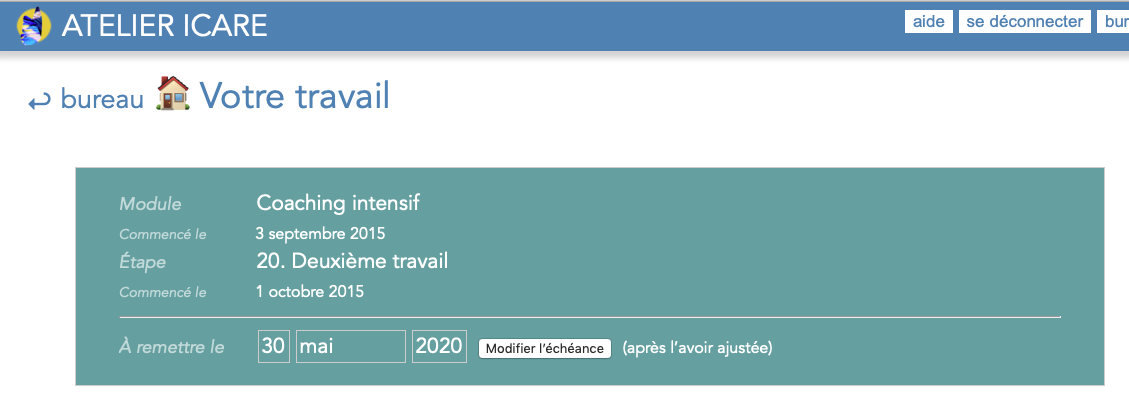 ATELIER ICARE aide se déconnecter bur
↩ bureau Votre travail
Module Coaching intensif
Commencé le 3 septembre 2015
Étape 20. Deuxième travail
Commencé le 1 octobre 2015
À remettre le 30 mai 2020 Modifier l'échéance (après l'avoir ajustée)